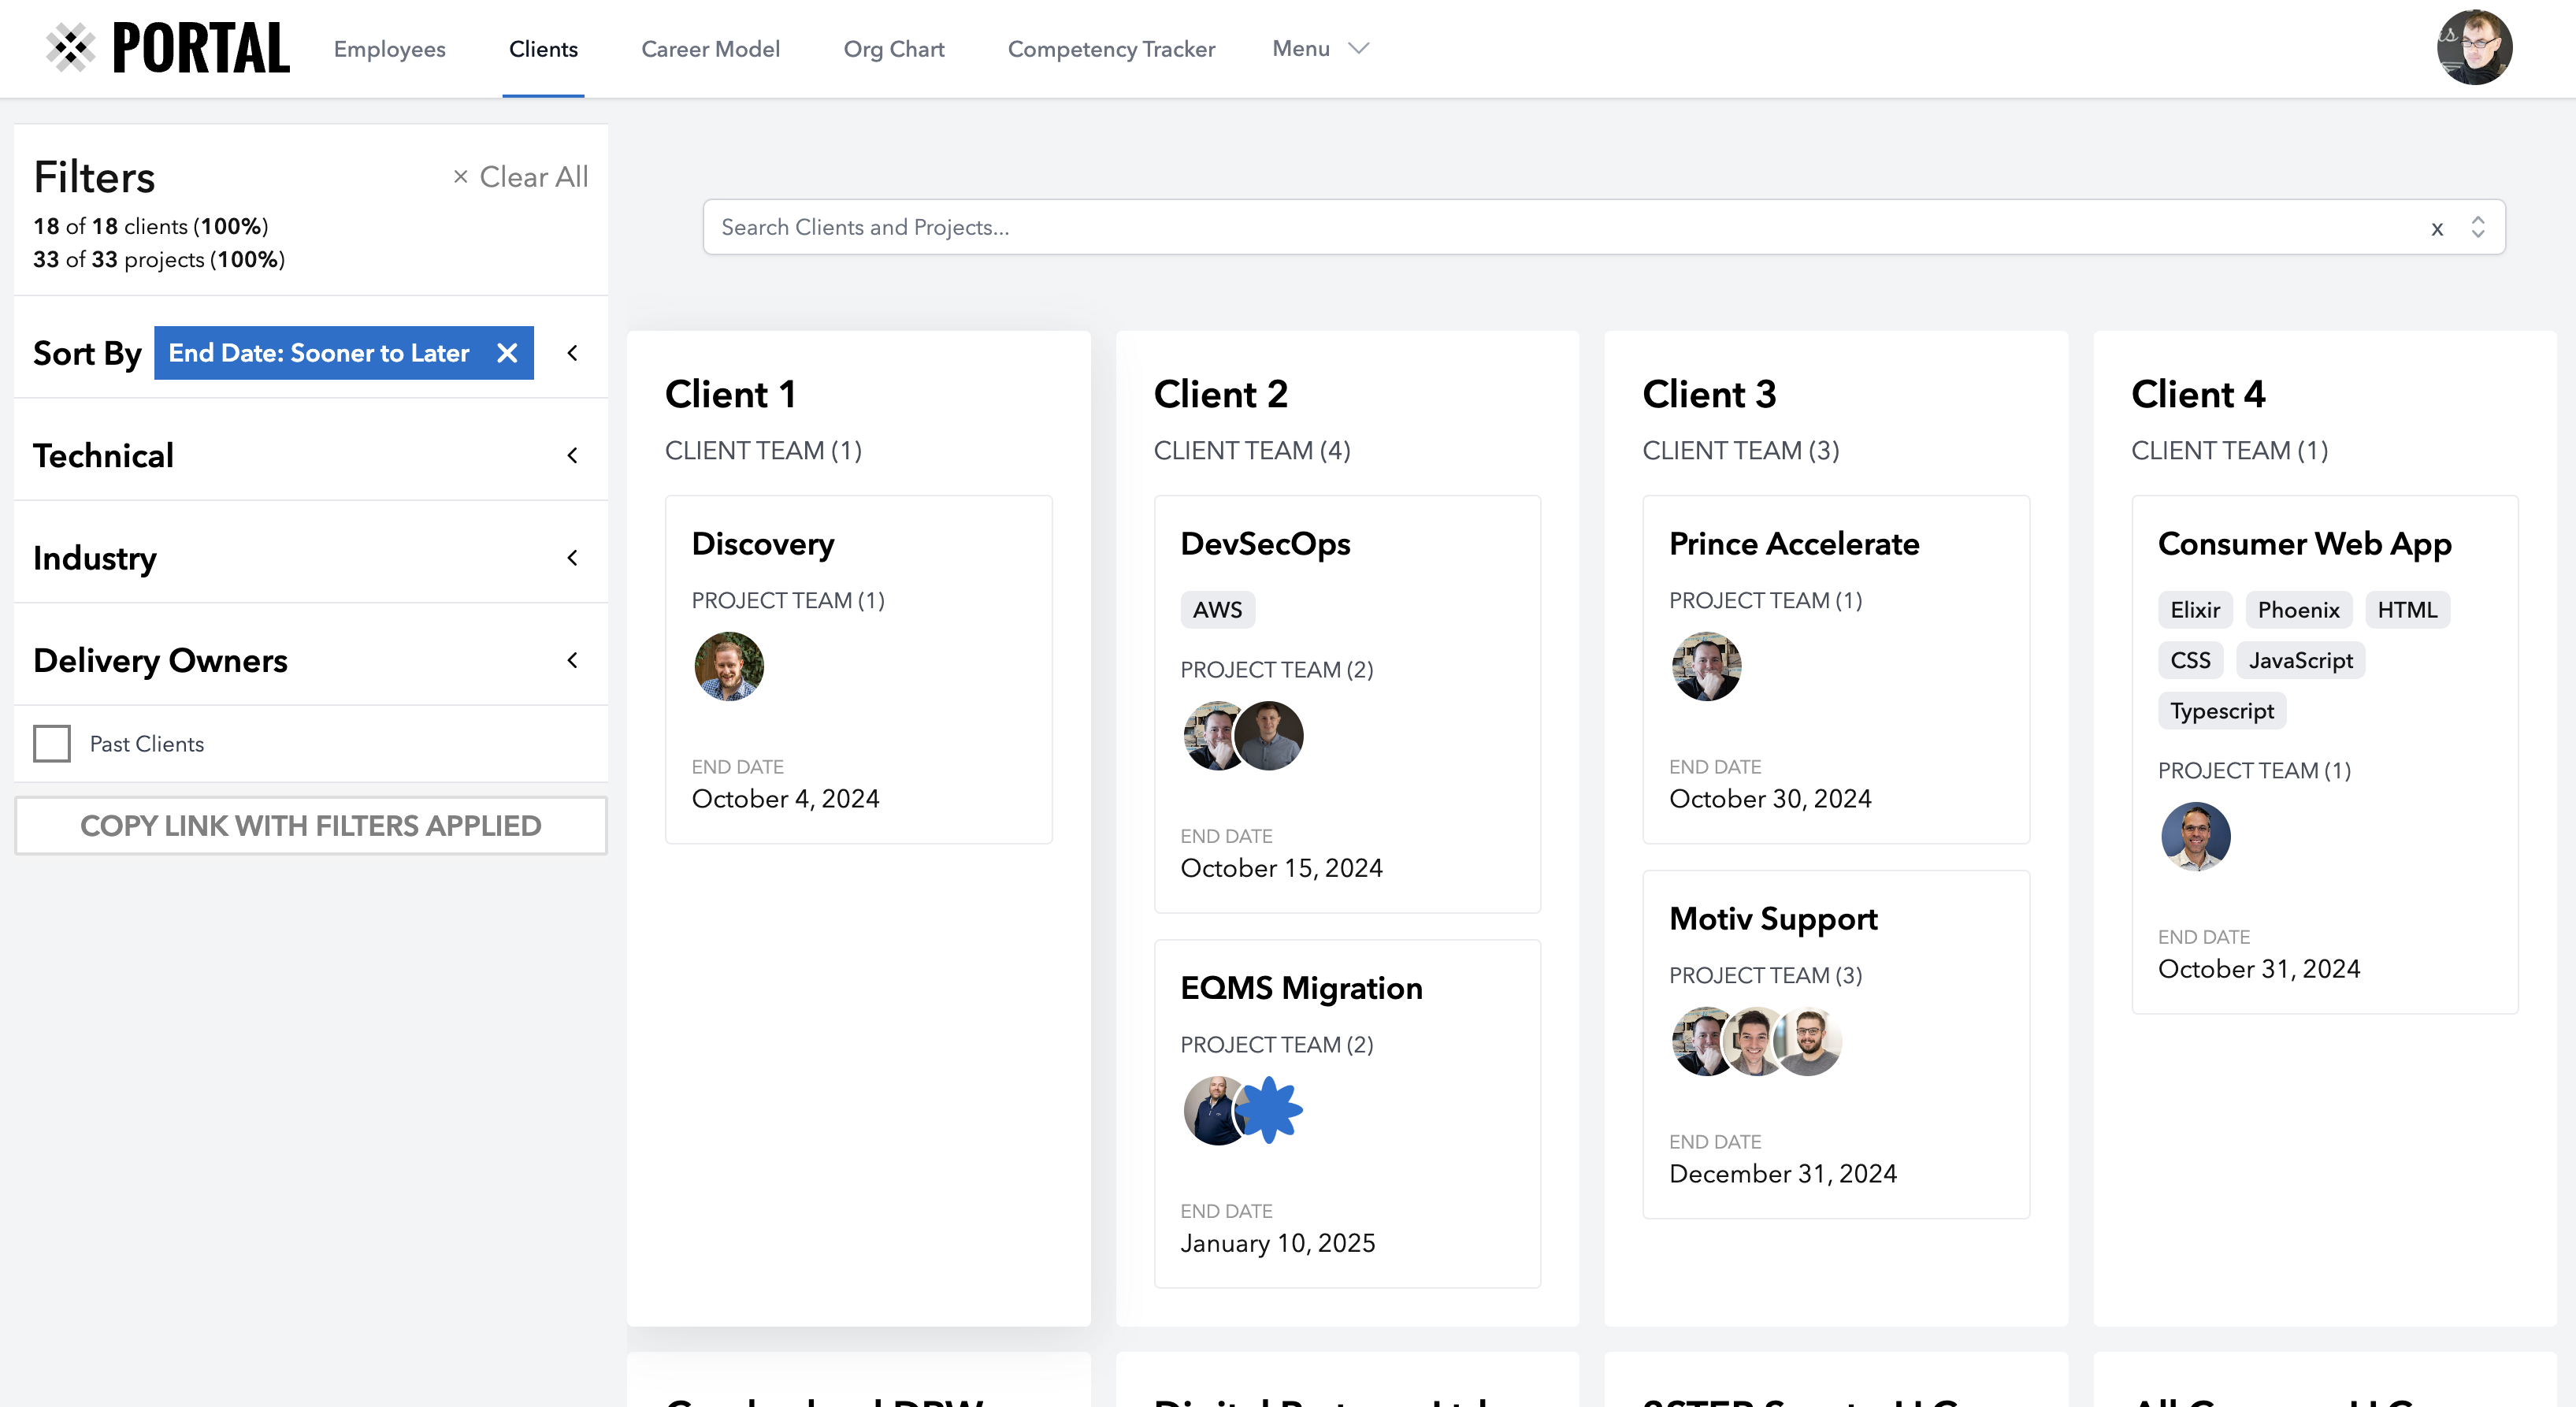 PORTAL
Employees
Clients
Career Model
Org Chart
Competency Tracker
Menu
Filters
× Clear All
18 of 18 clients (100%)
33 of 33 projects (100%)
Sort By
End Date: Sooner to Later
Technical
Industry
Delivery Owners
Past Clients
COPY LINK WITH FILTERS APPLIED
Search Clients and Projects...
x
Client 1
CLIENT TEAM (1)
Discovery
PROJECT TEAM (1)
END DATE
October 4, 2024
Client 2
CLIENT TEAM (4)
DevSecOps
AWS
PROJECT TEAM (2)
END DATE
October 15, 2024
EQMS Migration
PROJECT TEAM (2)
END DATE
January 10, 2025
Client 3
CLIENT TEAM (3)
Prince Accelerate
PROJECT TEAM (1)
END DATE
October 30, 2024
Motiv Support
PROJECT TEAM (3)
END DATE
December 31, 2024
Client 4
CLIENT TEAM (1)
Consumer Web App
Elixir
Phoenix
HTML
CSS
JavaScript
Typescript
PROJECT TEAM (1)
END DATE
October 31, 2024